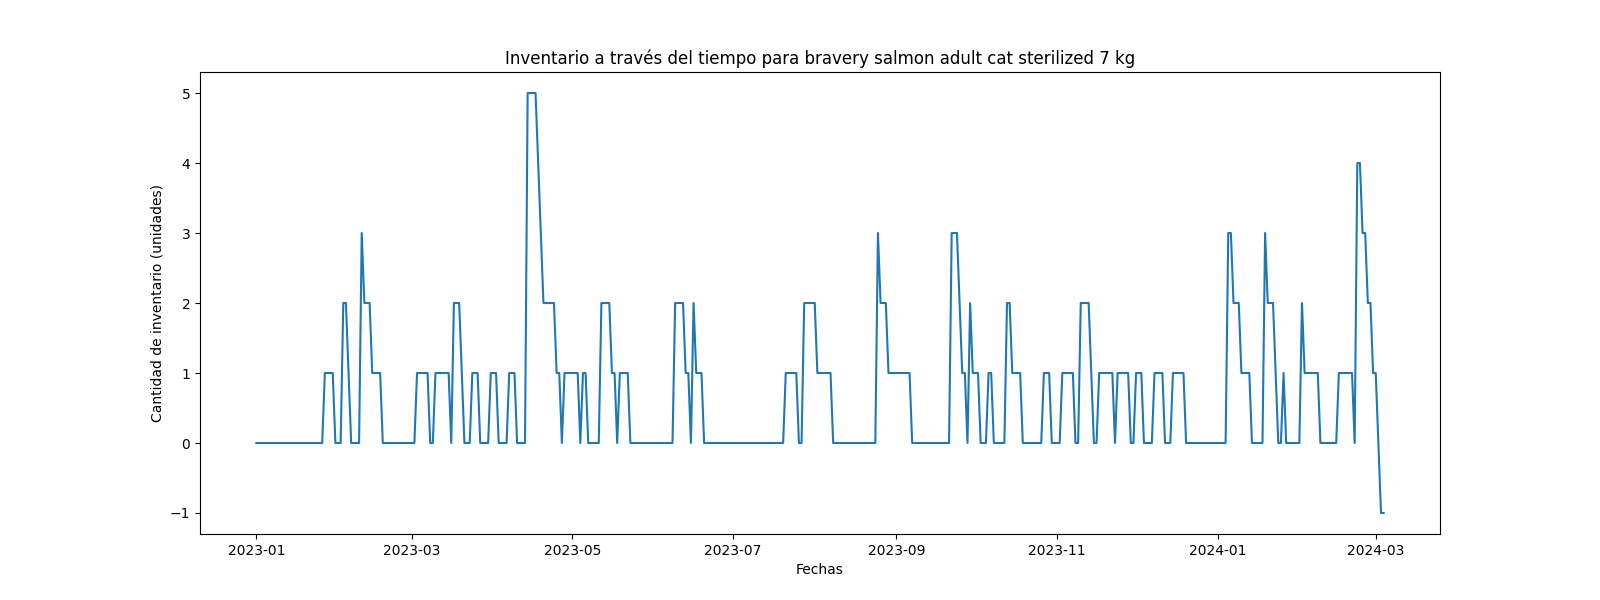 Inventario a través del tiempo para bravery salmon adult cat sterilized 7 kg
Cantidad de inventario (unidades)
5
4
3
2
1
0
−1
2023-01 2023-03 2023-05 2023-07 2023-09 2023-11 2024-01 2024-03
Fechas